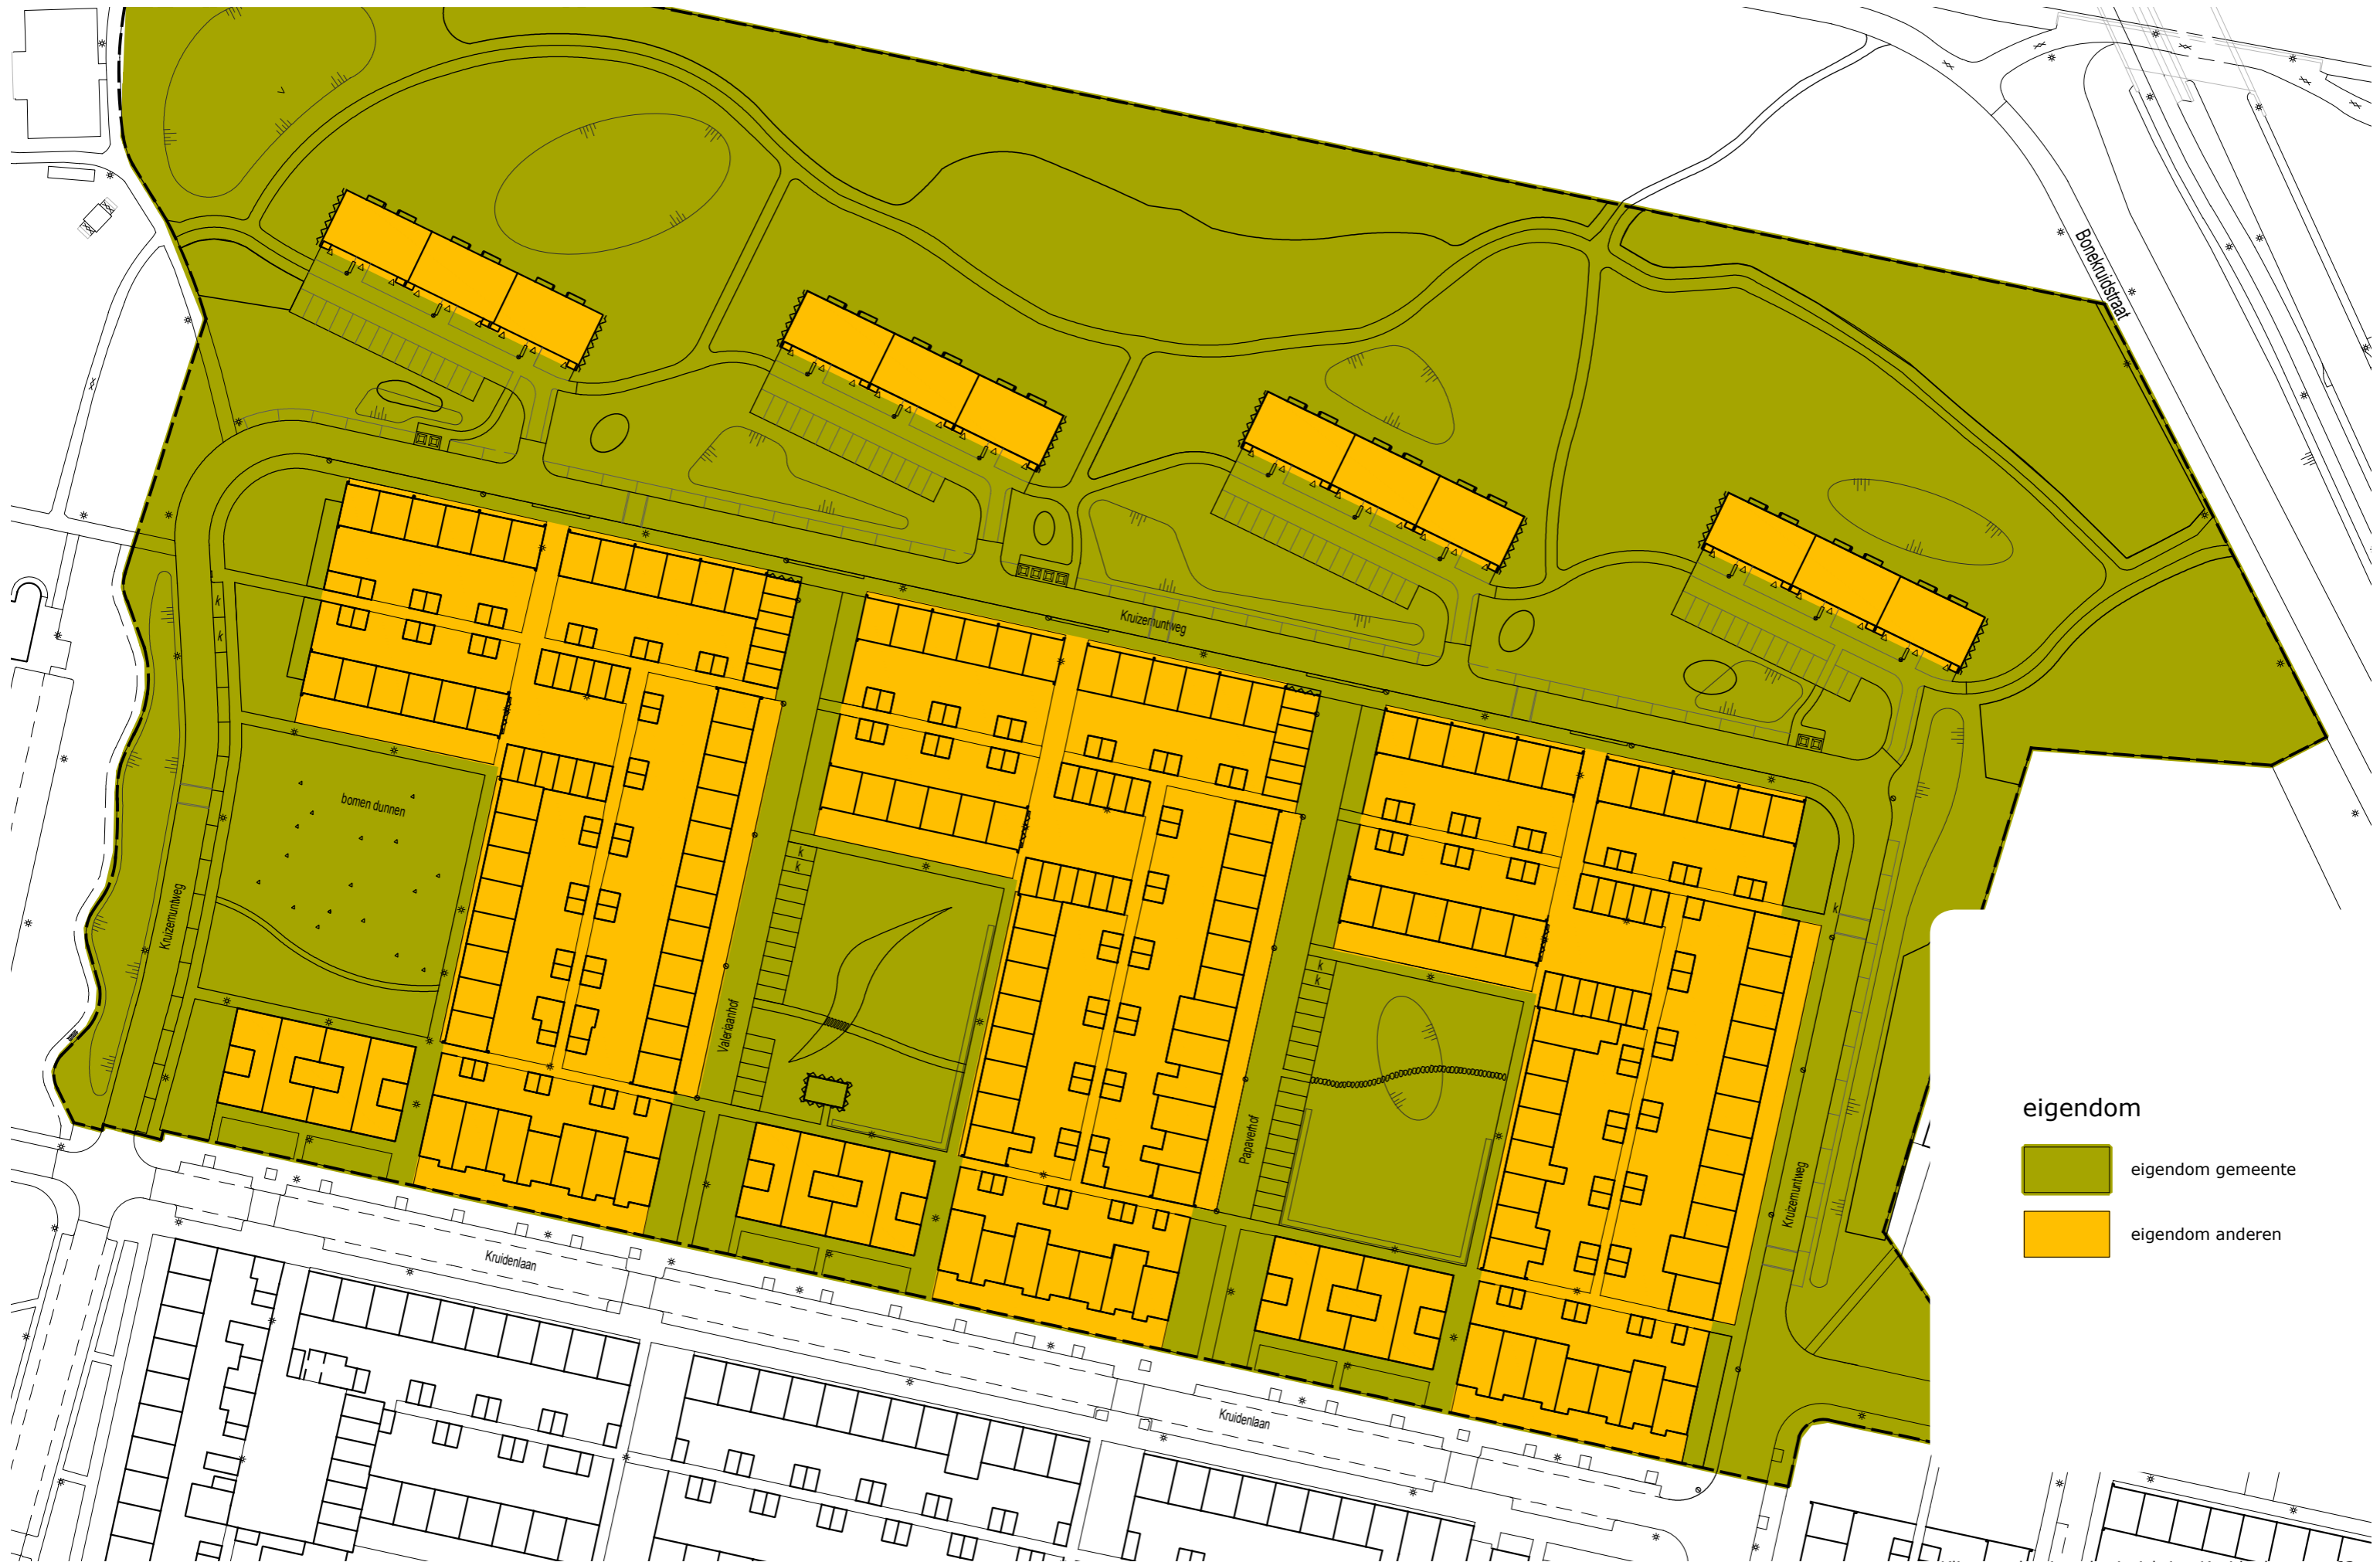 Bonekruidstraat
k
k
Kruizemuntweg
bomen dunnen
k
k
k
Kruizemuntweg
k
k
Valeriaanhof
eigendom
Papaverhof
eigendom gemeente
Kruizemuntweg
eigendom anderen
Kruidenlaan
Kruidenlaan